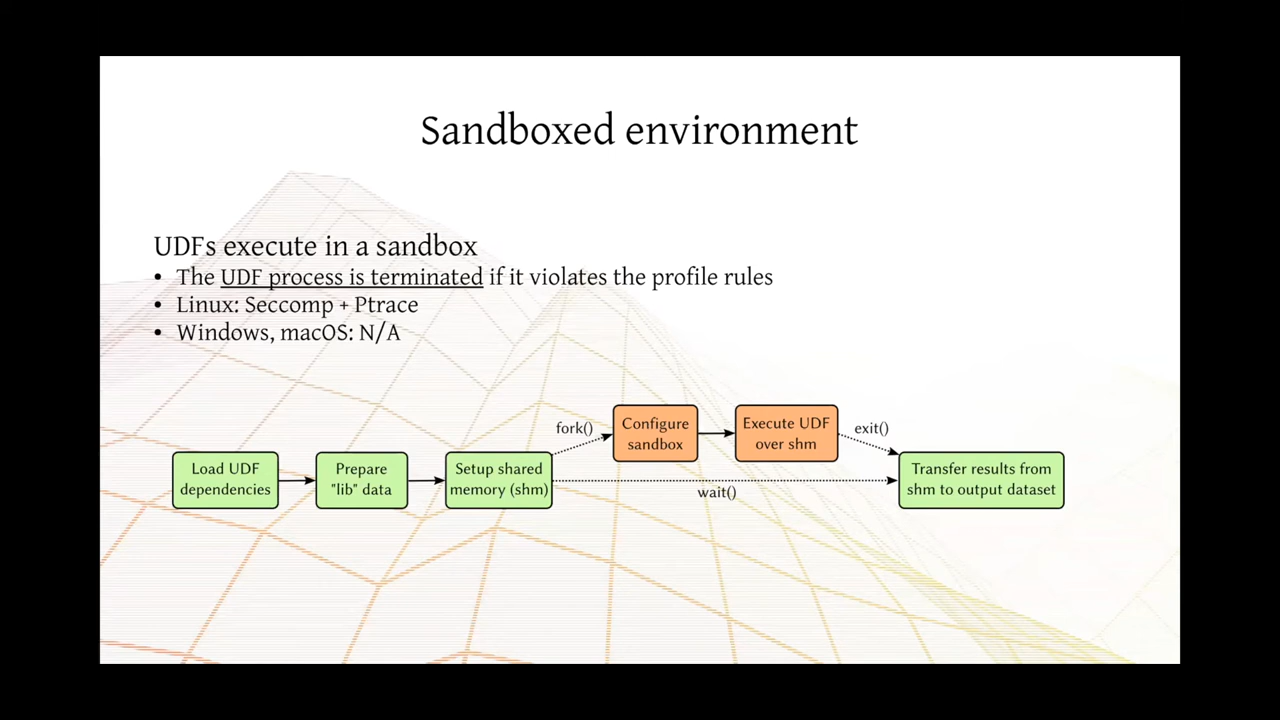 Sandboxed environment
UDFs execute in a sandbox
• The UDF process is terminated if it violates the profile rules
• Linux: Seccomp + Ptrace
• Windows, macOS: N/A
fork()
Configure
sandbox
Execute UDF
over shm
exit()
Load UDF
dependencies
Prepare
"lib" data
Setup shared
memory (shm)
wait()
Transfer results from
shm to output dataset